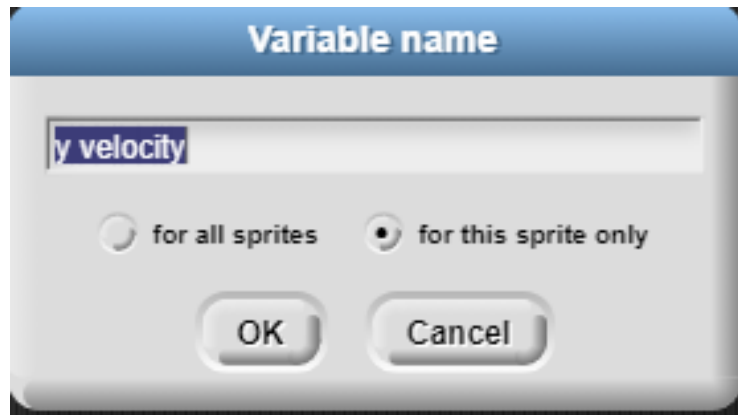 Variable name
y velocity
for all sprites for this sprite only
OK Cancel